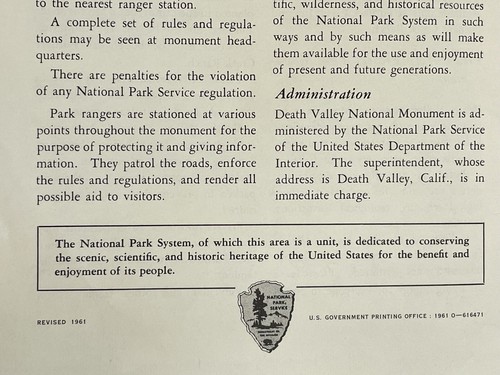 to the nearest ranger station.
A complete set of rules and regula-
tions may be seen at monument head-
quarters.
There are penalties for the violation
of any National Park Service regulation.
Park rangers are stationed at various
points throughout the monument for the
purpose of protecting it and giving infor-
mation. They patrol the roads, enforce
the rules and regulations, and render all
possible aid to visitors.
tific, wilderness, and historical resources
of the National Park System in such
ways and by such means as will make
them available for the use and enjoyment
of present and future generations.
Administration
Death Valley National Monument is ad-
ministered by the National Park Service
of the United States Department of the
Interior. The superintendent, whose
address is Death Valley, Calif., is in
immediate charge.
The National Park System, of which this area is a unit, is dedicated to conserving
the scenic, scientific, and historic heritage of the United States for the benefit and
enjoyment of its people.
NATIONAL
PARK
SERVICE
REVISED 1961
U.S. GOVERNMENT PRINTING OFFICE : 1961 O—616471